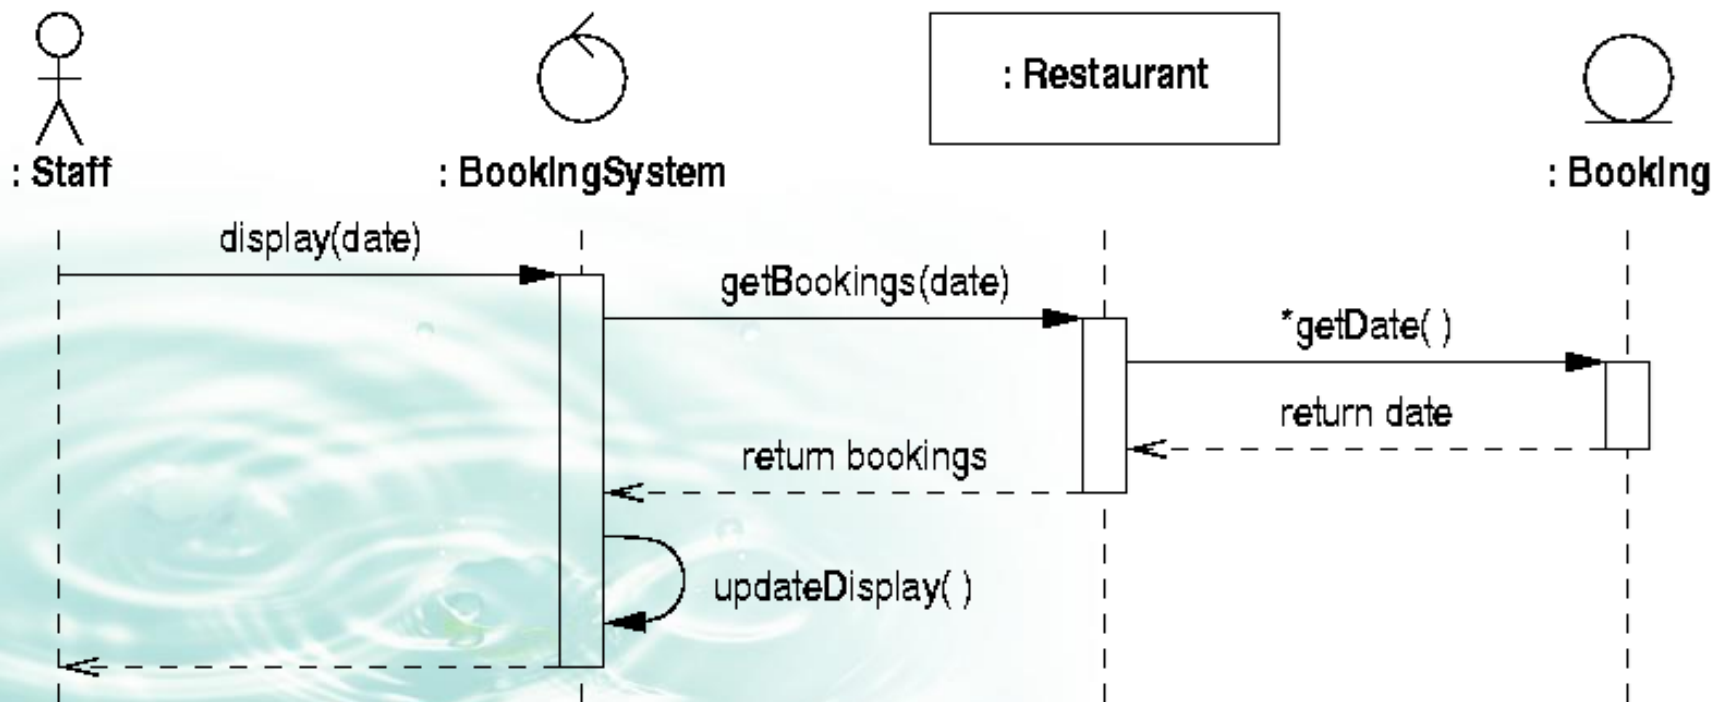 : Restaurant
: Staff
: BookingSystem
: Booking
display(date)
getBookings(date)
*getDate( )
return date
return bookings
updateDisplay( )